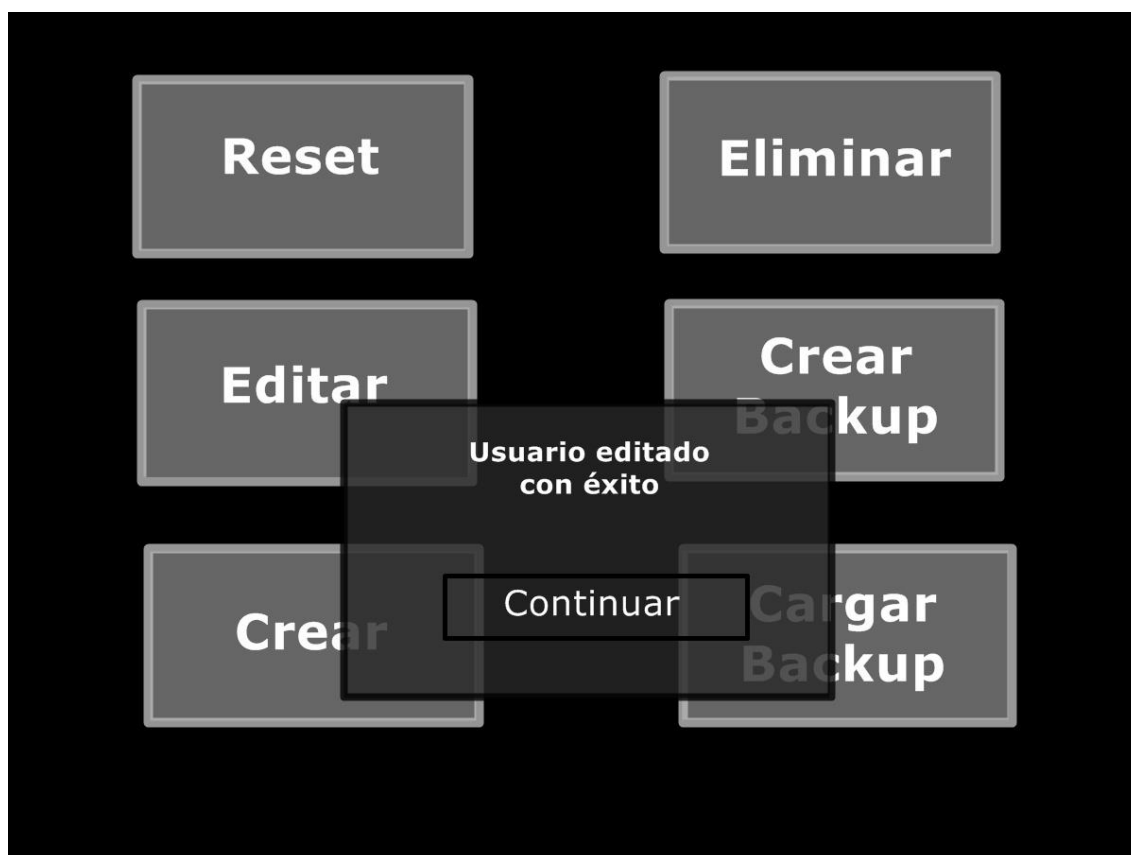 Reset
Eliminar
Editar
Crear
Backup
Usuario editado
con éxito
Continuar
Crear
Cargar
Backup